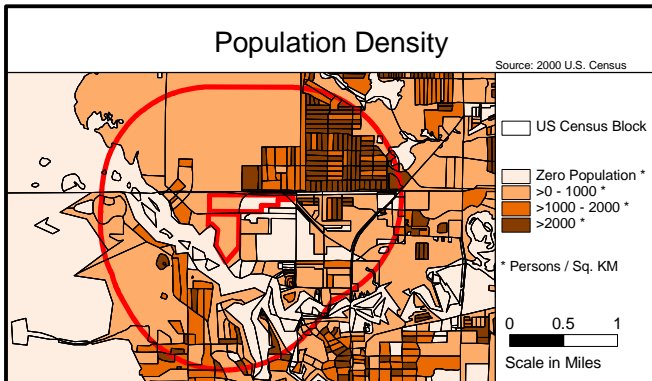 Population Density
Source: 2000 U.S. Census
US Census Block
Zero Population *
>0 - 1000 *
>1000 - 2000 *
>2000 *
* Persons / Sq. KM
0 0.5 1
Scale in Miles